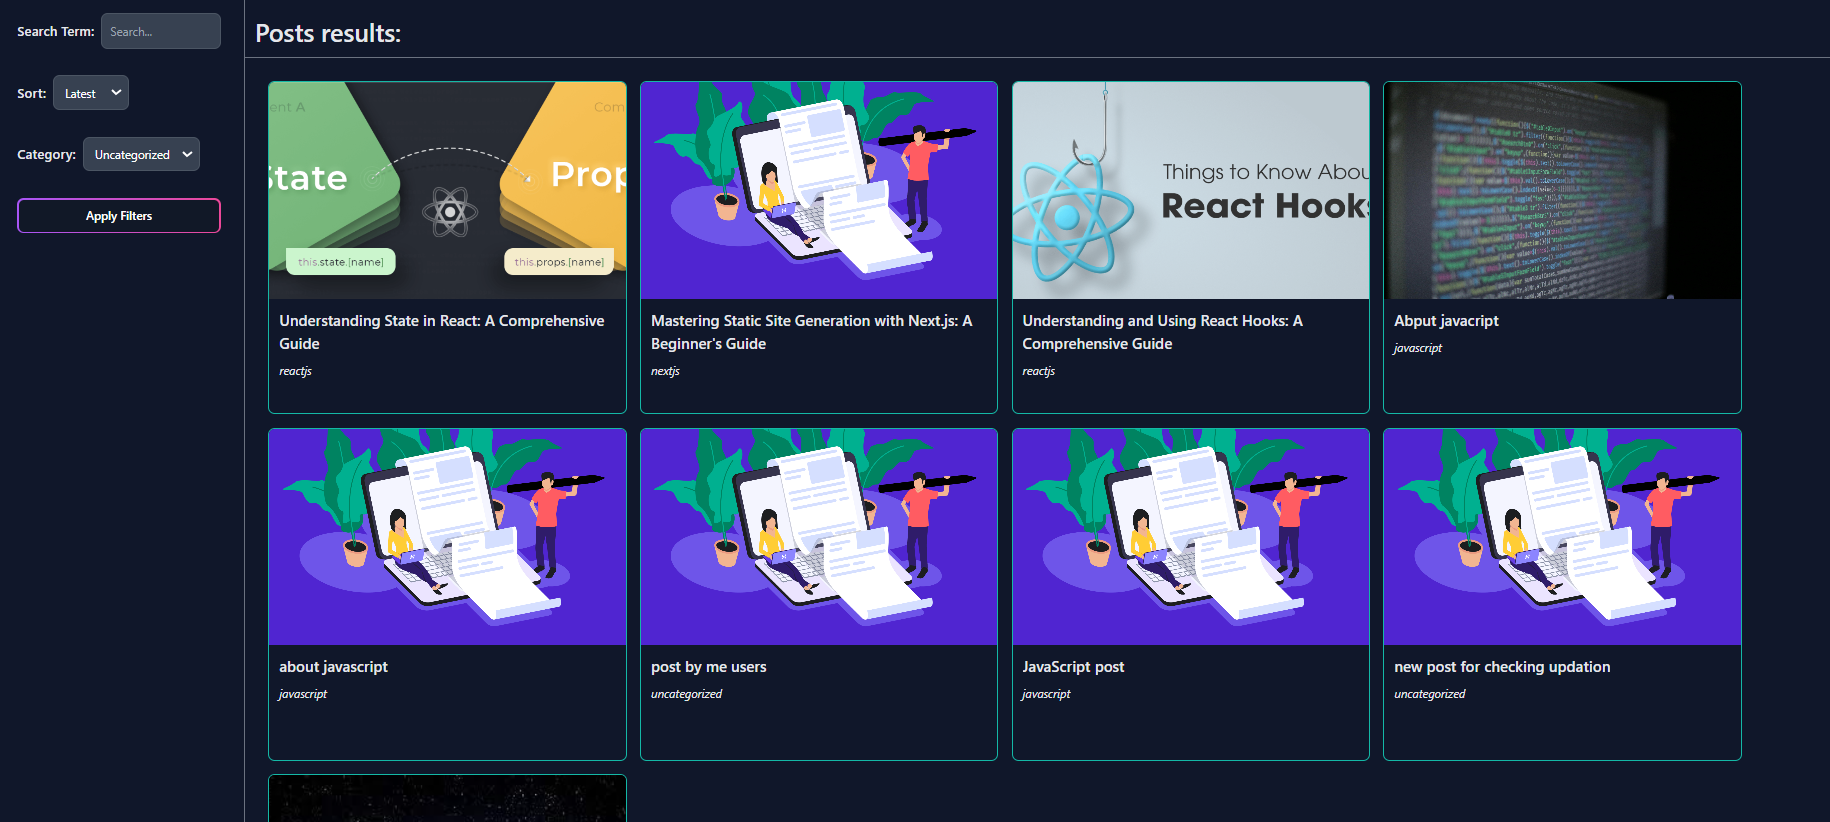 Search Term:
Search...
Sort:
Latest
Category:
Uncategorized
Apply Filters
Posts results:
ent A
Com
State
Prop
this.state.[name]
this.props.[name]
Understanding State in React: A Comprehensive
Guide
reactjs
Mastering Static Site Generation with Next.js: A
Beginner's Guide
nextjs
Things to Know Abou
React Hooks
Understanding and Using React Hooks: A
Comprehensive Guide
reactjs
Abput javacript
javascript
about javascript
javascript
post by me users
uncategorized
JavaScript post
javascript
new post for checking updation
uncategorized